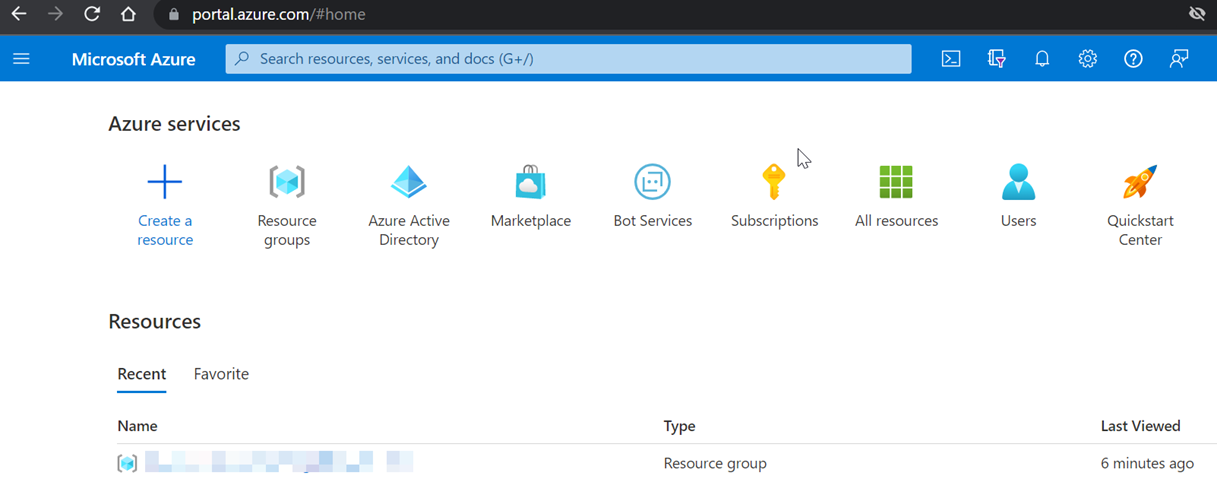 portal.azure.com/#home
Microsoft Azure
Search resources, services, and docs (G+/)
Azure services
Create a resource
Resource groups
Azure Active Directory
Marketplace
Bot Services
Subscriptions
All resources
Users
Quickstart Center
Resources
Recent Favorite
Name Type Last Viewed
Resource group 6 minutes ago